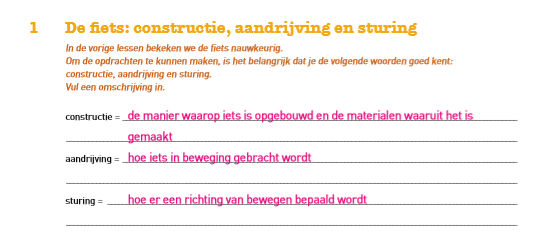 1 De fiets: constructie, aandrijving en sturing
In de vorige lessen bekeken we de fiets nauwkeurig.
Om de opdrachten te kunnen maken, is het belangrijk dat je de volgende woorden goed kent:
constructie, aandrijving en sturing.
Vul een omschrijving in.
constructie = de manier waarop iets is opgebouwd en de materialen waaruit het is
gemaakt
aandrijving = hoe iets in beweging gebracht wordt
sturing = hoe er een richting van bewegen bepaald wordt